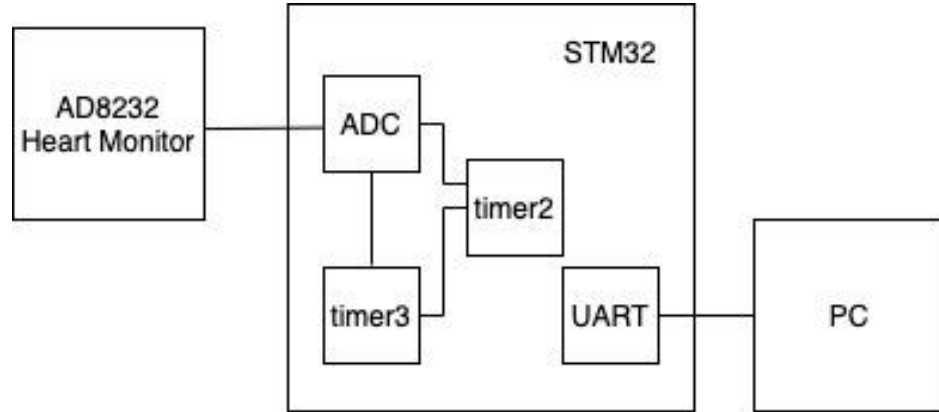 STM32
AD8232
Heart Monitor
ADC
timer2
timer3
UART
PC